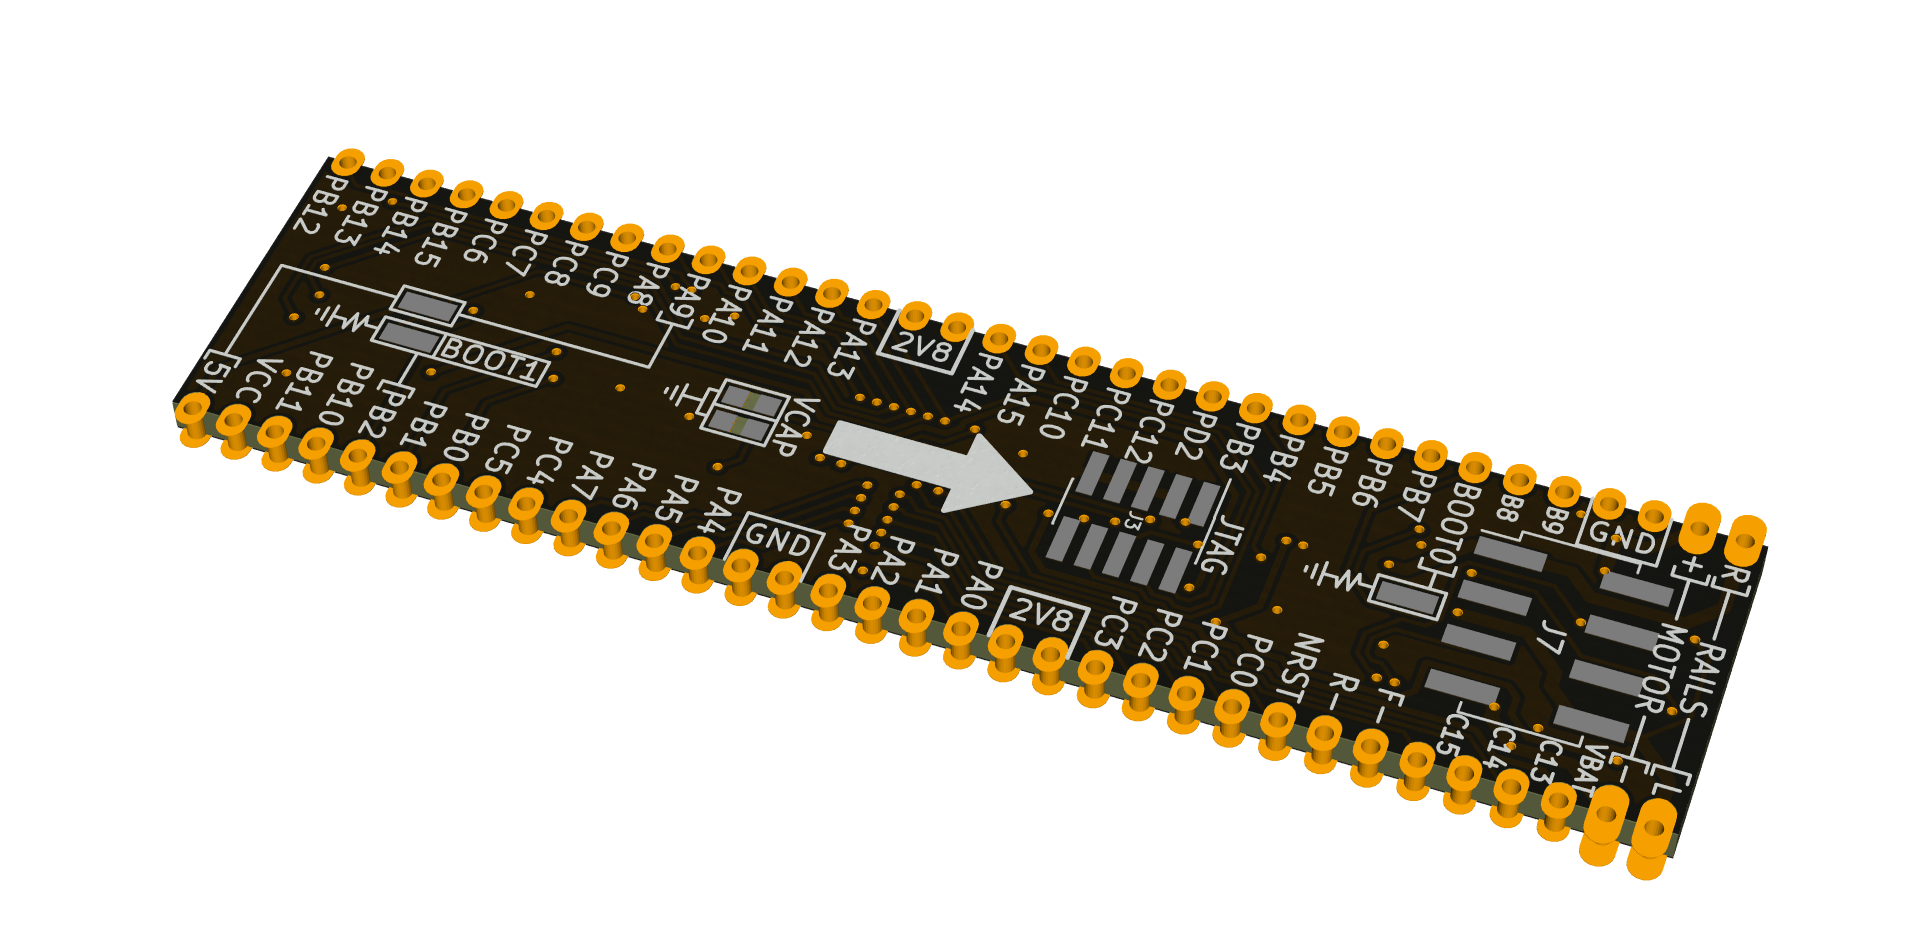 PB12
PB13
PB14
PB15
PC6
PC7
PC8
PC9
PA8
PA9
PA10
PA11
PA12
PA13
2V8
PA14
PA15
PC10
PC11
PC12
PD2
PB3
PB4
PB5
PB6
PB7
BOOT0
B8
B9
GND
+
R
BOOT1
VCAP
J3
JTAG
J7
MOTOR
RAILS
5V
VCC
PB11
PB10
PB2
PB1
PB0
PC5
PC4
PA7
PA6
PA5
PA4
GND
PA3
PA2
PA1
PA0
2V8
PC3
PC2
PC1
PC0
NRST
R-
F-
C15
C14
C13
VBAT
-
L